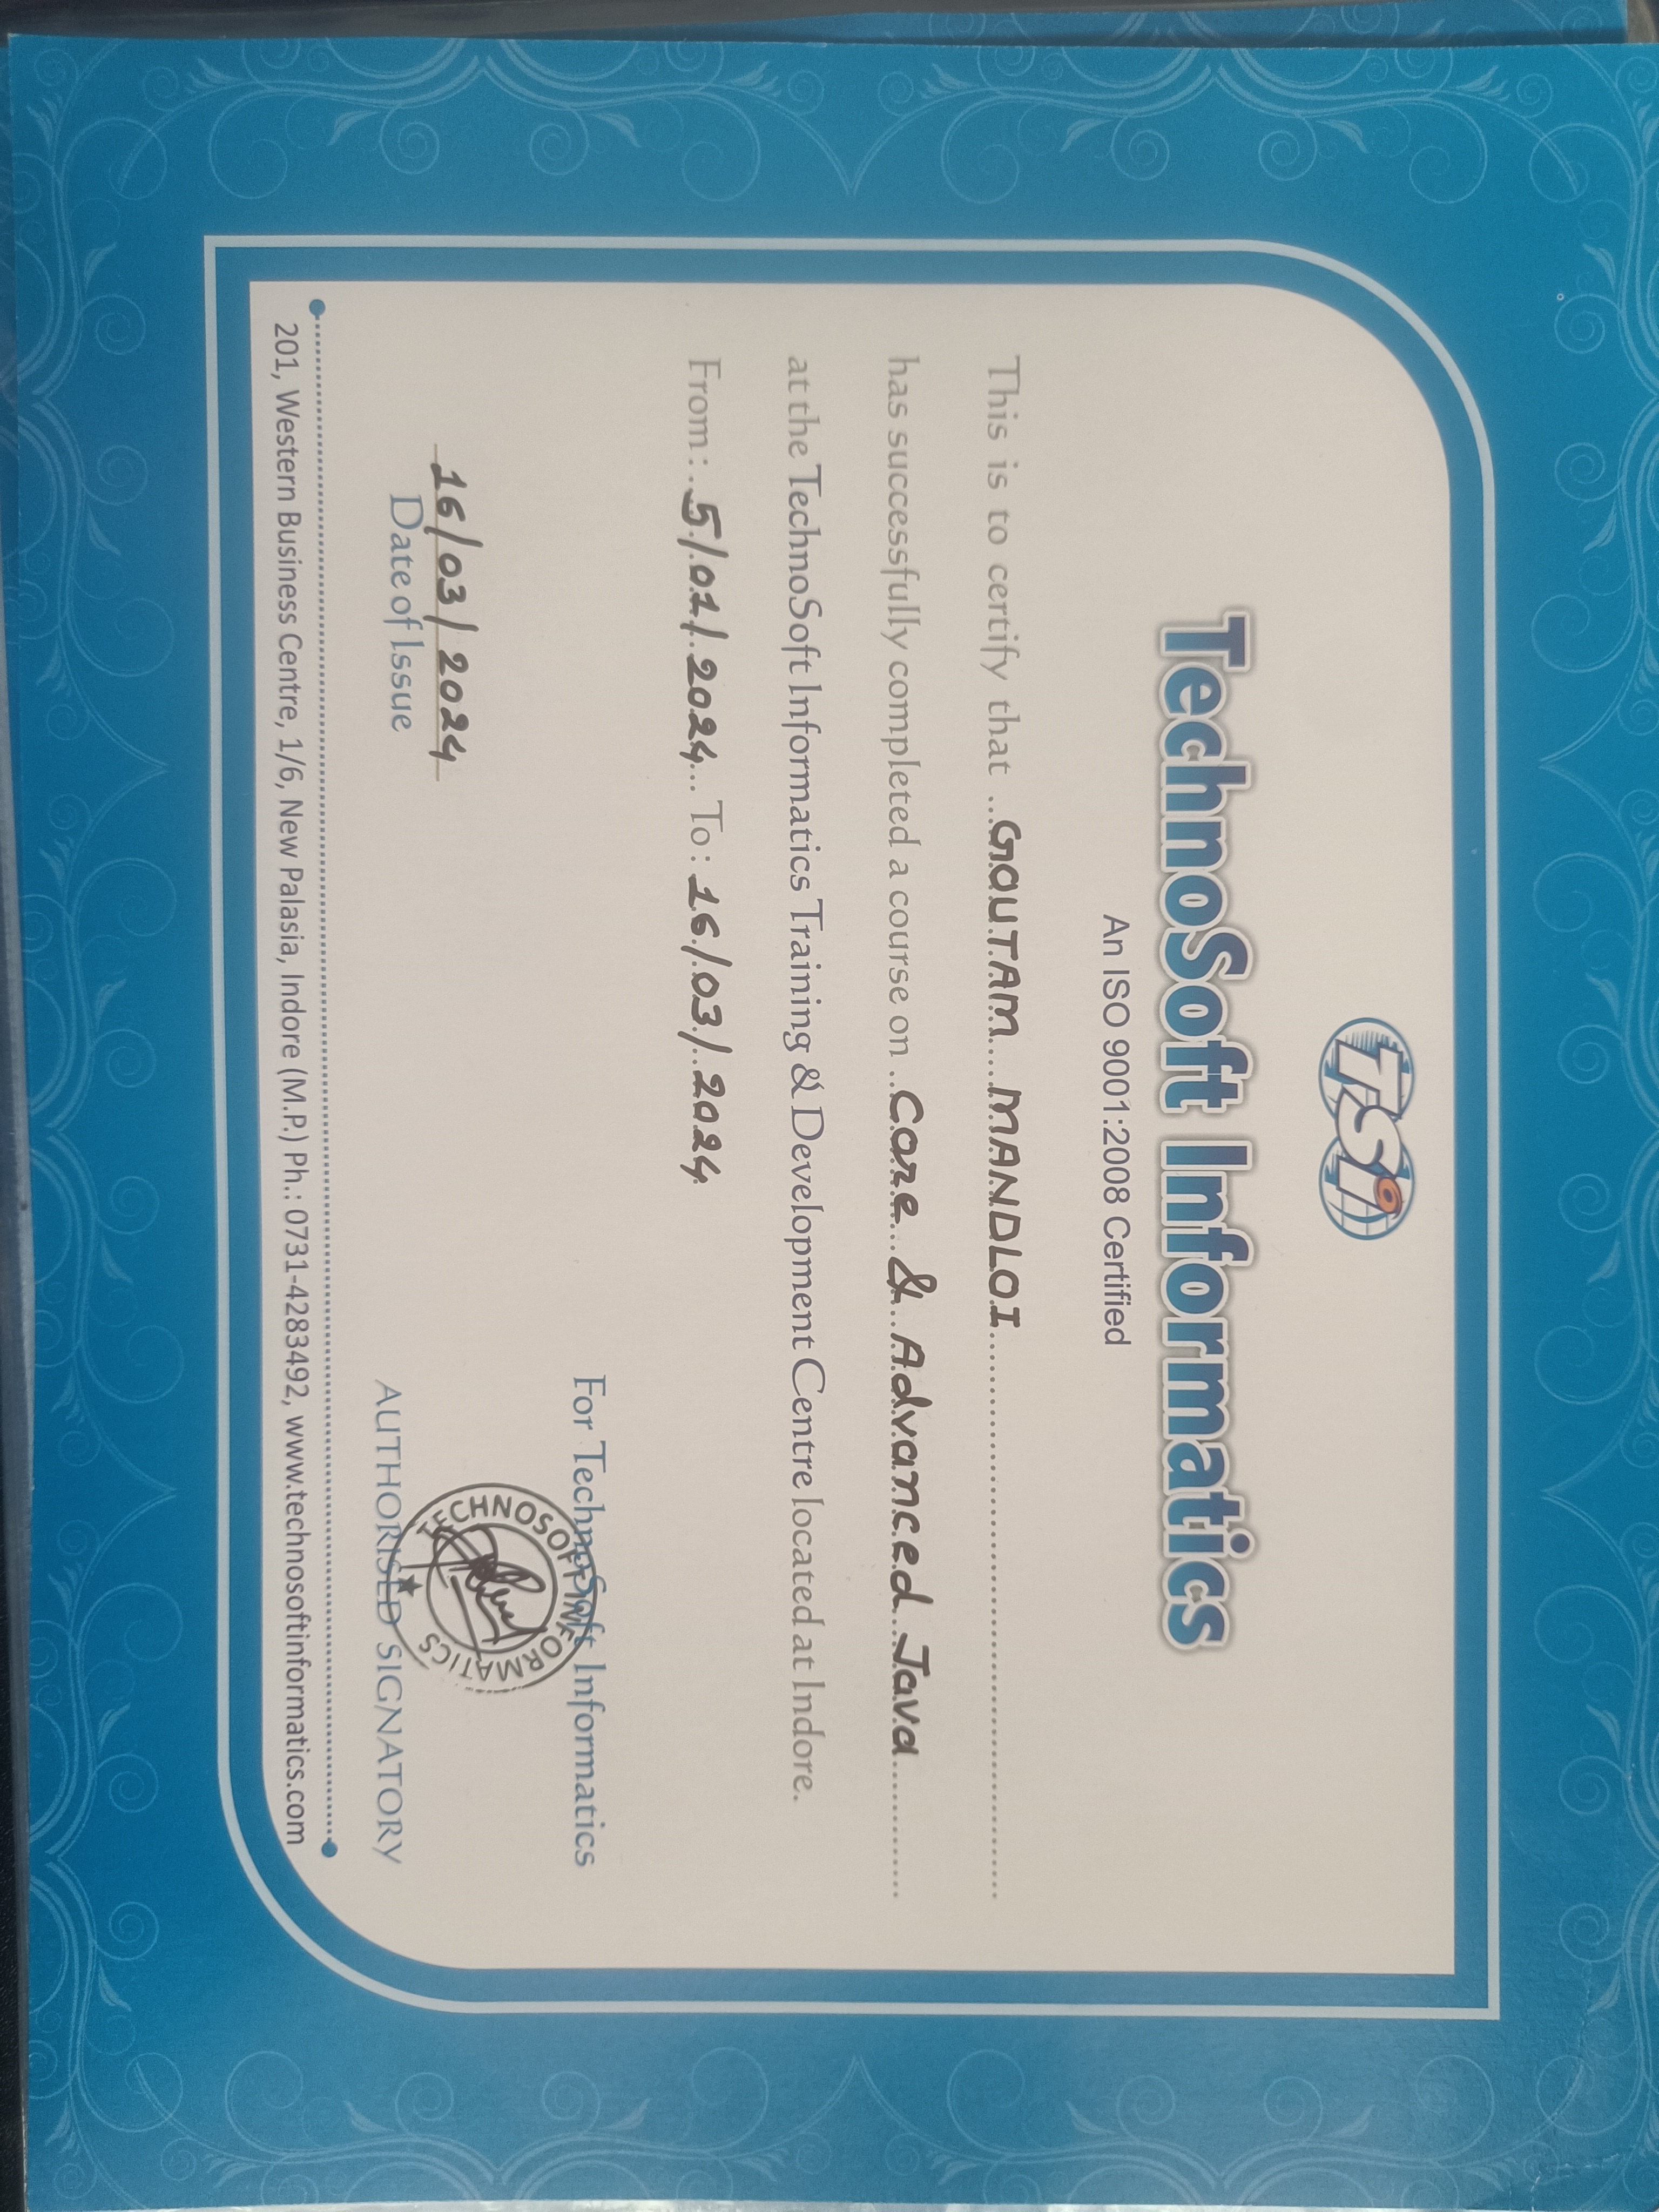 TSi
TechnoSoft Informatics
An ISO 9001:2008 Certified
This is to certify that ...GOUTAM MANDLOI...
has successfully completed a course on ..Core & Advanced Java...
at the TechnoSoft Informatics Training & Development Centre located at Indore.
From: 5/01/2024 To: 16/03/2024
For TechnoSoft Informatics
TECHNOSOFT INFORMATICS
16/03/2024
Date of Issue
AUTHORISED SIGNATORY
201, Western Business Centre, 1/6, New Palasia, Indore (M.P.) Ph.: 0731-4283492, www.technosoftinformatics.com